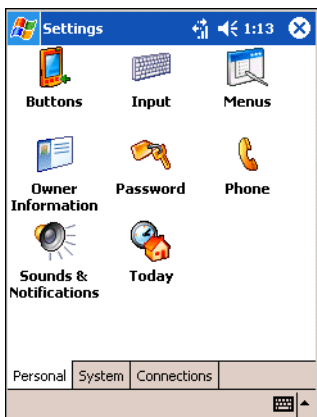 Settings 1:13
Buttons Input Menus
Owner Information Password Phone
Sounds & Notifications Today
Personal System Connections